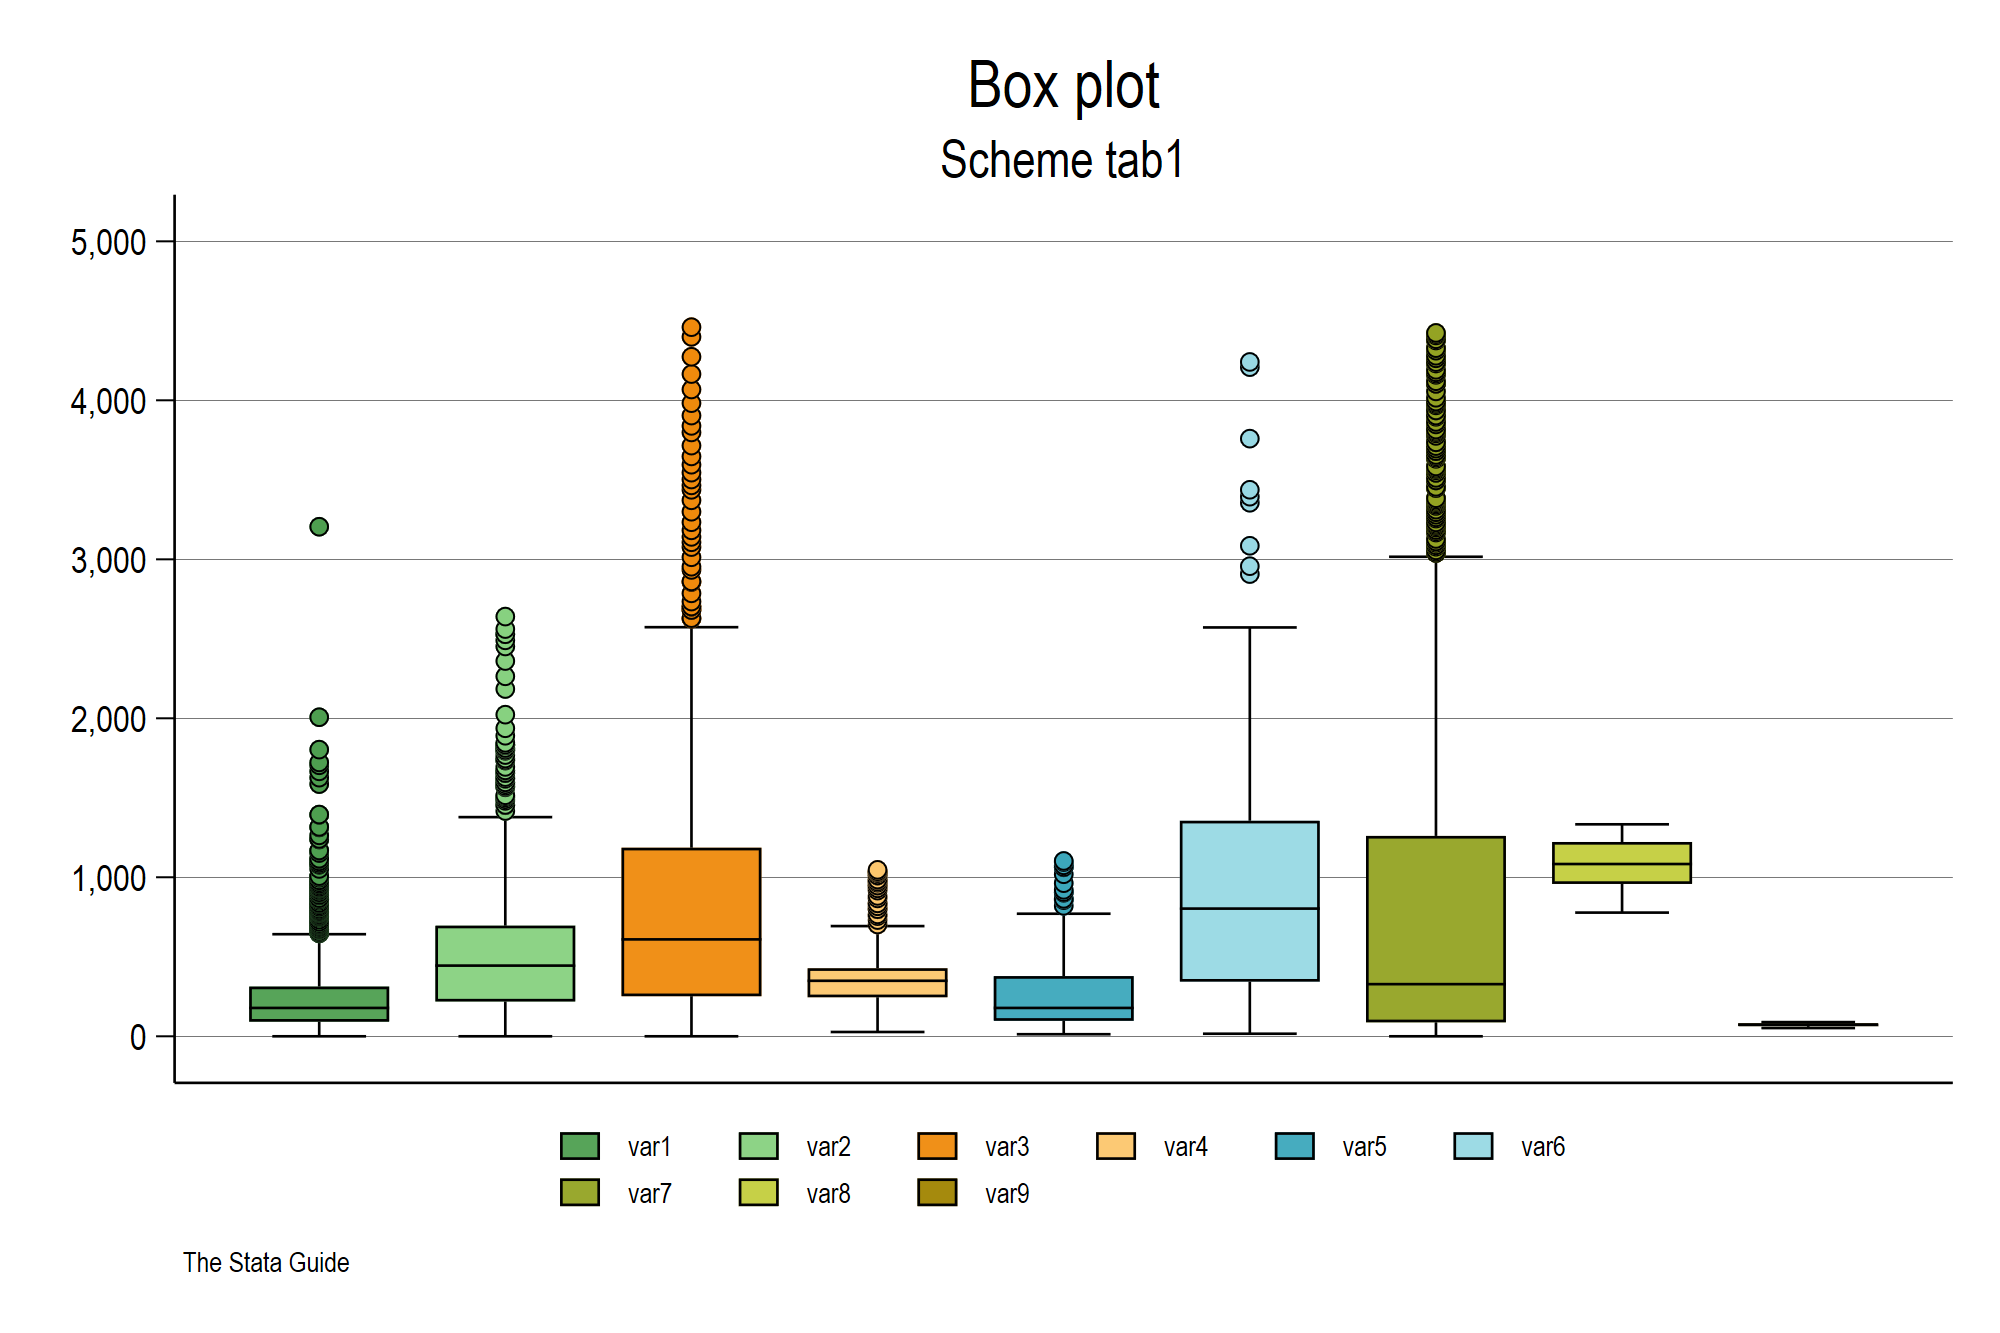 Box plot
Scheme tab1
5,000
4,000
3,000
2,000
1,000
0
var1 var2 var3 var4 var5 var6
var7 var8 var9
The Stata Guide